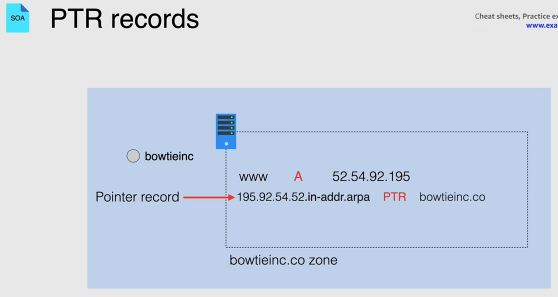 SOA
PTR records
Cheat sheets, Practice ex
www.exa
bowtieinc
www A 52.54.92.195
Pointer record 195.92.54.52.in-addr.arpa PTR bowtieinc.co
bowtieinc.co zone